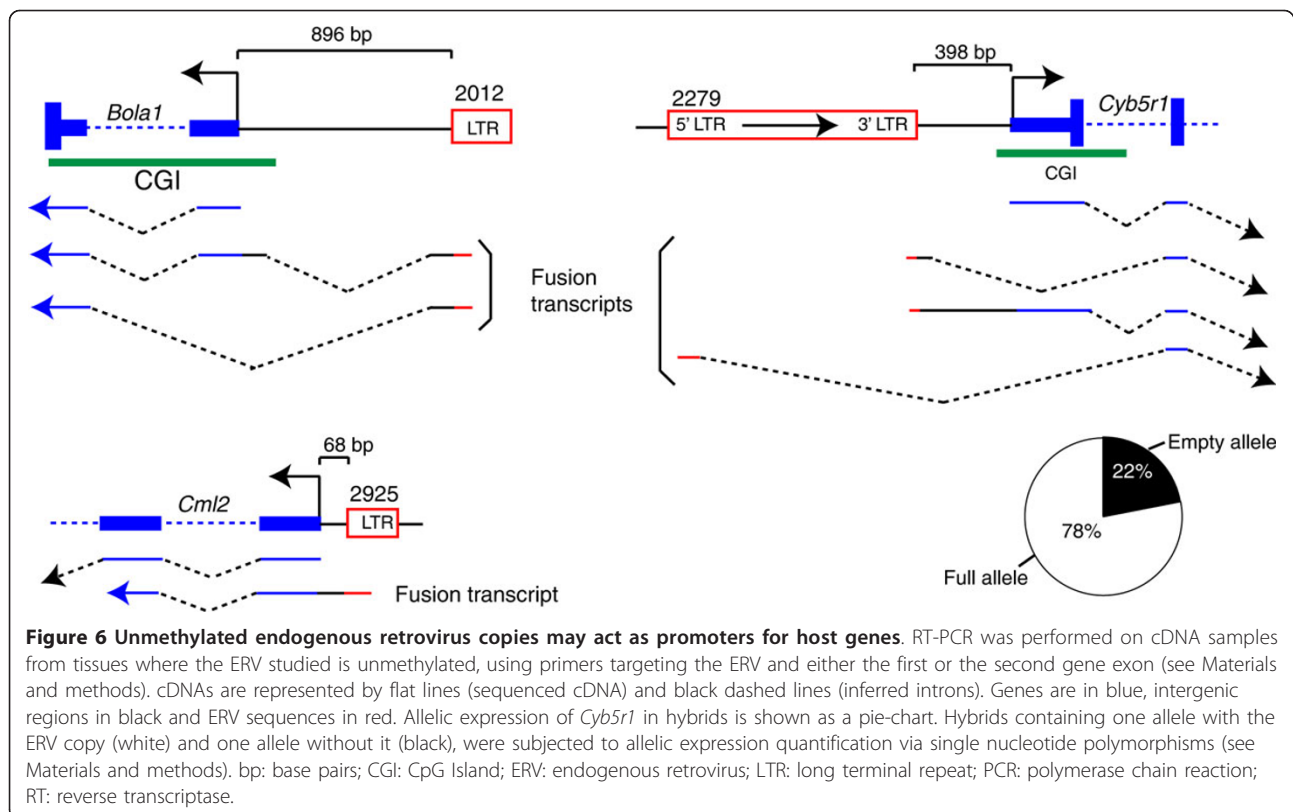 896 bp
2012
Bola1
LTR
CGI
398 bp
2279
Cyb5r1
5' LTR
3' LTR
CGI
Fusion
transcripts
68 bp
2925
Cml2
LTR
Fusion transcript
Empty allele
22%
78%
Full allele
Figure 6 Unmethylated endogenous retrovirus copies may act as promoters for host genes. RT-PCR was performed on cDNA samples
from tissues where the ERV studied is unmethylated, using primers targeting the ERV and either the first or the second gene exon (see Materials
and methods). cDNAs are represented by flat lines (sequenced cDNA) and black dashed lines (inferred introns). Genes are in blue, intergenic
regions in black and ERV sequences in red. Allelic expression of Cyb5r1 in hybrids is shown as a pie-chart. Hybrids containing one allele with the
ERV copy (white) and one allele without it (black), were subjected to allelic expression quantification via single nucleotide polymorphisms (see
Materials and methods). bp: base pairs; CGI: CpG Island; ERV: endogenous retrovirus; LTR: long terminal repeat; PCR: polymerase chain reaction;
RT: reverse transcriptase.